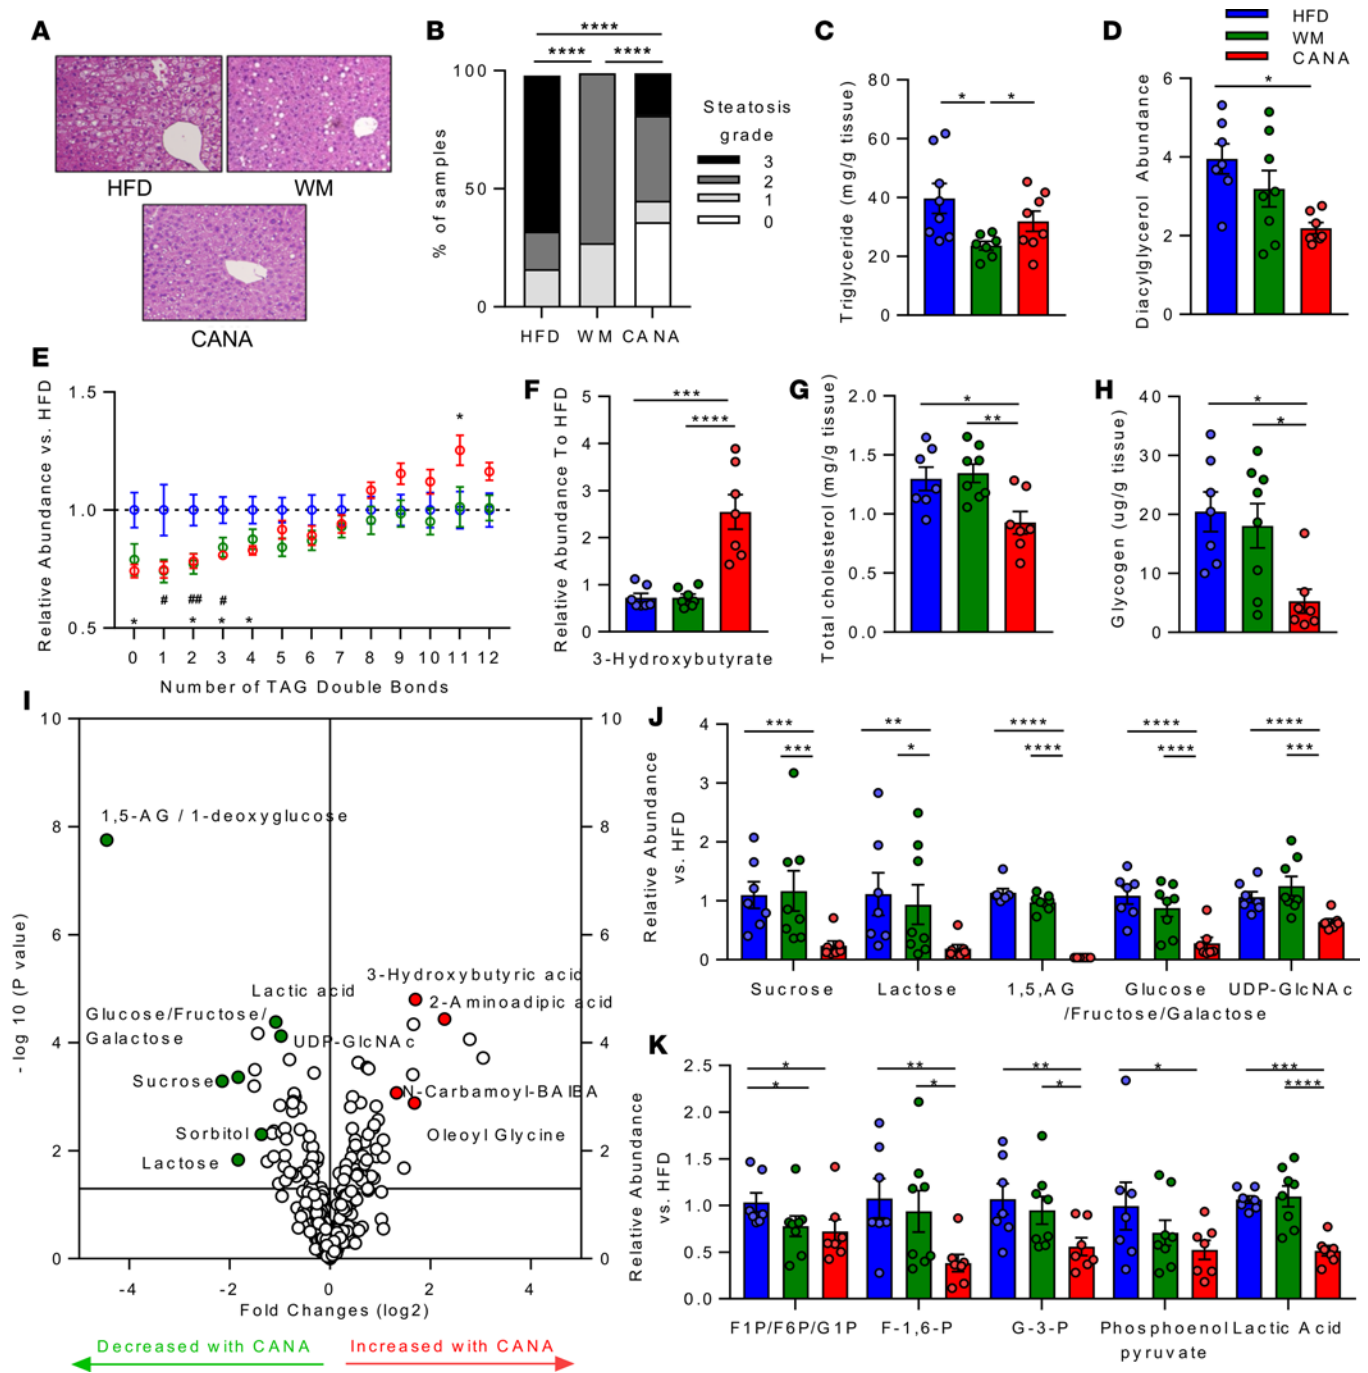 A
HFD
WM
CANA
B
****
**** ****
% of samples
100
50
0
HFD WM CANA
Steatosis
grade
3
2
1
0
C
Triglyceride (mg/g tissue)
80
60
40
20
0
* *
D
HFD
WM
CANA
Diacylglycerol Abundance
6
4
2
0
*
E
Relative Abundance vs. HFD
1.5
1.0
0.5
*
# ## #
* * * *
0 1 2 3 4 5 6 7 8 9 10 11 12
Number of TAG Double Bonds
F
Relative Abundance To HFD
5
4
3
2
1
0
***
****
3-Hydroxybutyrate
G
Total cholesterol (mg/g tissue)
2.0
1.5
1.0
0.5
0.0
*
**
H
Glycogen (ug/g tissue)
40
30
20
10
0
*
*
I
- log 10 (P value)
10 10
8 8
6 6
4 4
2 2
0 0
1,5-AG / 1-deoxyglucose
3-Hydroxybutyric acid
Lactic acid
2-Aminoadipic acid
Glucose/Fructose/
Galactose
UDP-GlcNAc
Sucrose
N-Carbamoyl-BAIBA
Sorbitol
Oleoyl Glycine
Lactose
-4 -2 0 2 4
Fold Changes (log2)
Decreased with CANA
Increased with CANA
J
Relative Abundance
vs. HFD
4
3
2
1
0
*** ** **** **** ****
*** * **** **** ***
Sucrose Lactose 1,5,AG Glucose UDP-GlcNAc
/Fructose/Galactose
K
Relative Abundance
vs. HFD
2.5
2.0
1.5
1.0
0.5
0.0
* ** ** * ***
* * * ****
F1P/F6P/G1P F-1,6-P G-3-P Phosphoenol Lactic Acid
pyruvate